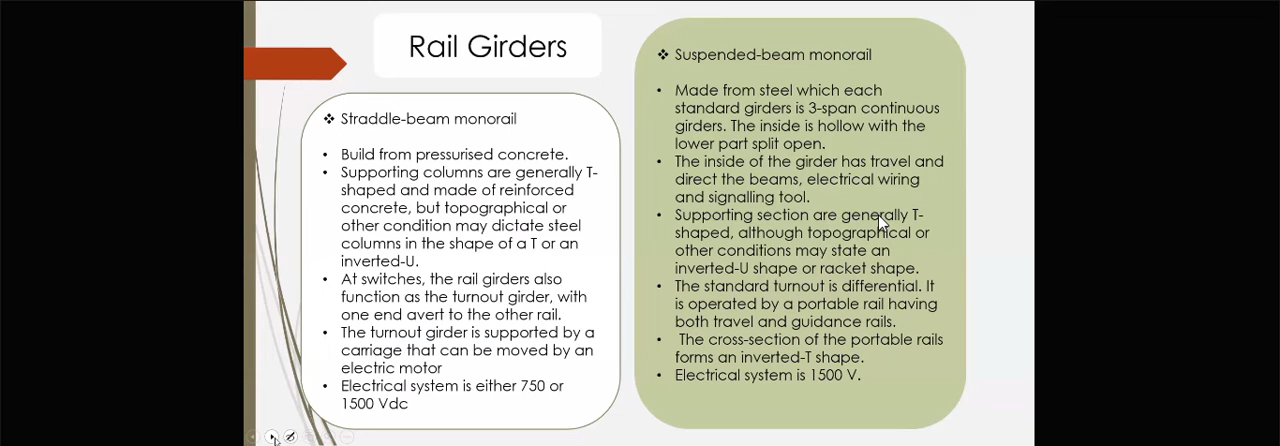 Rail Girders
❖ Straddle-beam monorail
• Build from pressurised concrete.
• Supporting columns are generally T-
shaped and made of reinforced
concrete, but topographical or
other condition may dictate steel
columns in the shape of a T or an
inverted-U.
• At switches, the rail girders also
function as the turnout girder, with
one end avert to the other rail.
• The turnout girder is supported by a
carriage that can be moved by an
electric motor
• Electrical system is either 750 or
1500 Vdc
❖ Suspended-beam monorail
• Made from steel which each
standard girders is 3-span continuous
girders. The inside is hollow with the
lower part split open.
• The inside of the girder has travel and
direct the beams, electrical wiring
and signalling tool.
• Supporting section are generally T-
shaped, although topographical or
other conditions may state an
inverted-U shape or racket shape.
• The standard turnout is differential. It
is operated by a portable rail having
both travel and guidance rails.
• The cross-section of the portable rails
forms an inverted-T shape.
• Electrical system is 1500 V.